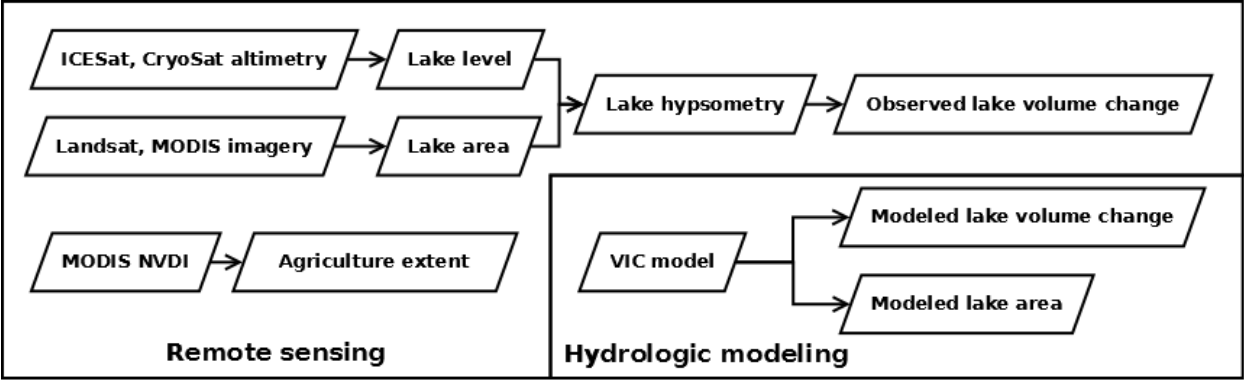 ICESat, CryoSat altimetry
Lake level
Lake hypsometry
Observed lake volume change
Landsat, MODIS imagery
Lake area
MODIS NVDI
Agriculture extent
Remote sensing
VIC model
Modeled lake volume change
Modeled lake area
Hydrologic modeling